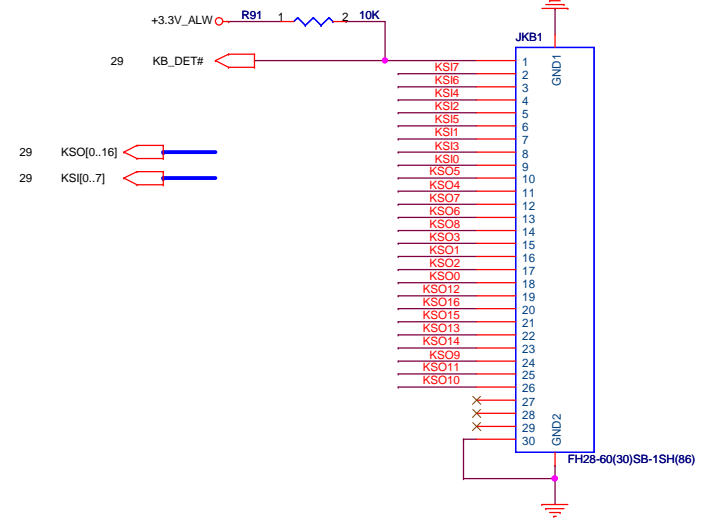 +3.3V_ALW R91 1 2 10K
JKB1
29 KB_DET# 1
KSI7 2
KSI6 3
KSI4 4
KSI2 5
KSI5 6
KSI1 7
KSI3 8
KSI0 9
KSO5 10
KSO4 11
KSO7 12
KSO6 13
KSO8 14
KSO3 15
KSO1 16
KSO2 17
KSO0 18
KSO12 19
KSO16 20
KSO15 21
KSO13 22
KSO14 23
KSO9 24
KSO11 25
KSO10 26
27
28
29
30
GND1
GND2
29 KSO[0..16]
29 KSI[0..7]
FH28-60(30)SB-1SH(86)